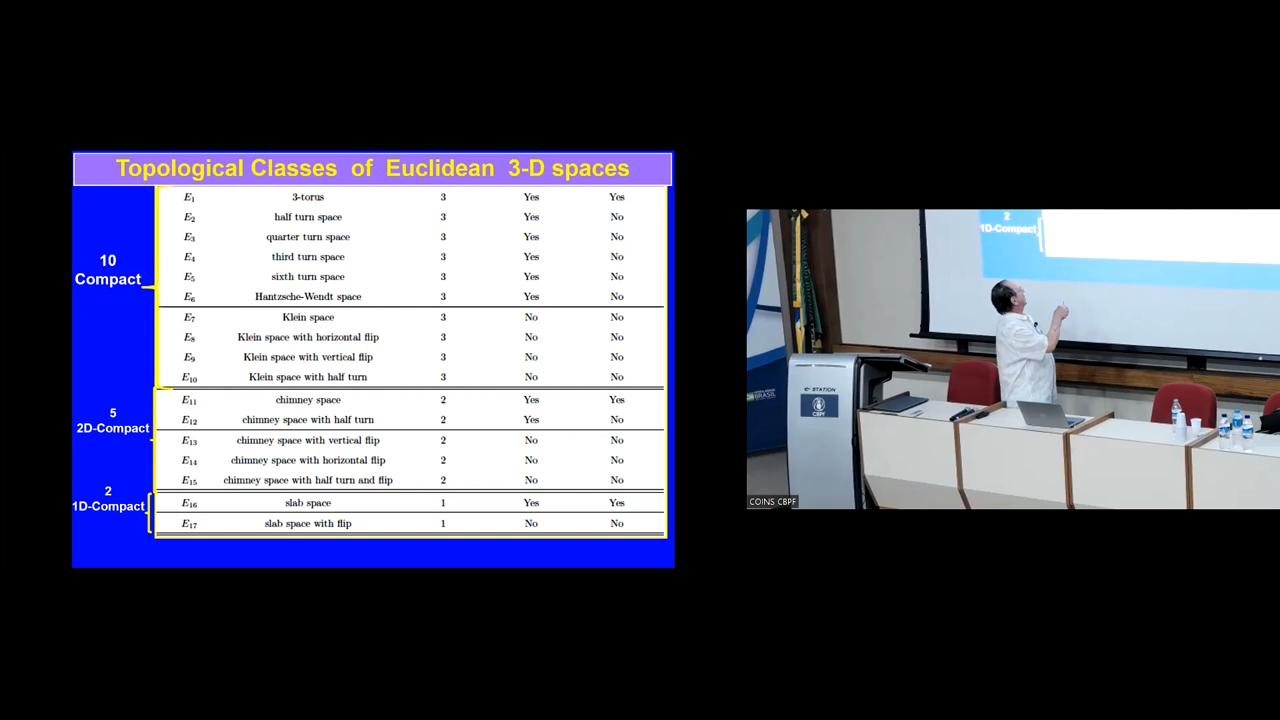 Topological Classes of Euclidean 3-D spaces
10
Compact
E1 3-torus 3 Yes Yes
E2 half turn space 3 Yes No
E3 quarter turn space 3 Yes No
E4 third turn space 3 Yes No
E5 sixth turn space 3 Yes No
E6 Hantzsche-Wendt space 3 Yes No
E7 Klein space 3 No No
E8 Klein space with horizontal flip 3 No No
E9 Klein space with vertical flip 3 No No
E10 Klein space with half turn 3 No No
5
2D-Compact
E11 chimney space 2 Yes Yes
E12 chimney space with half turn 2 Yes No
E13 chimney space with vertical flip 2 No No
E14 chimney space with horizontal flip 2 No No
E15 chimney space with half turn and flip 2 No No
2
1D-Compact
E16 slab space 1 Yes Yes
E17 slab space with flip 1 No No
2
1D-Compact
STATION
CBPF
BRASIL
COINS CBPF